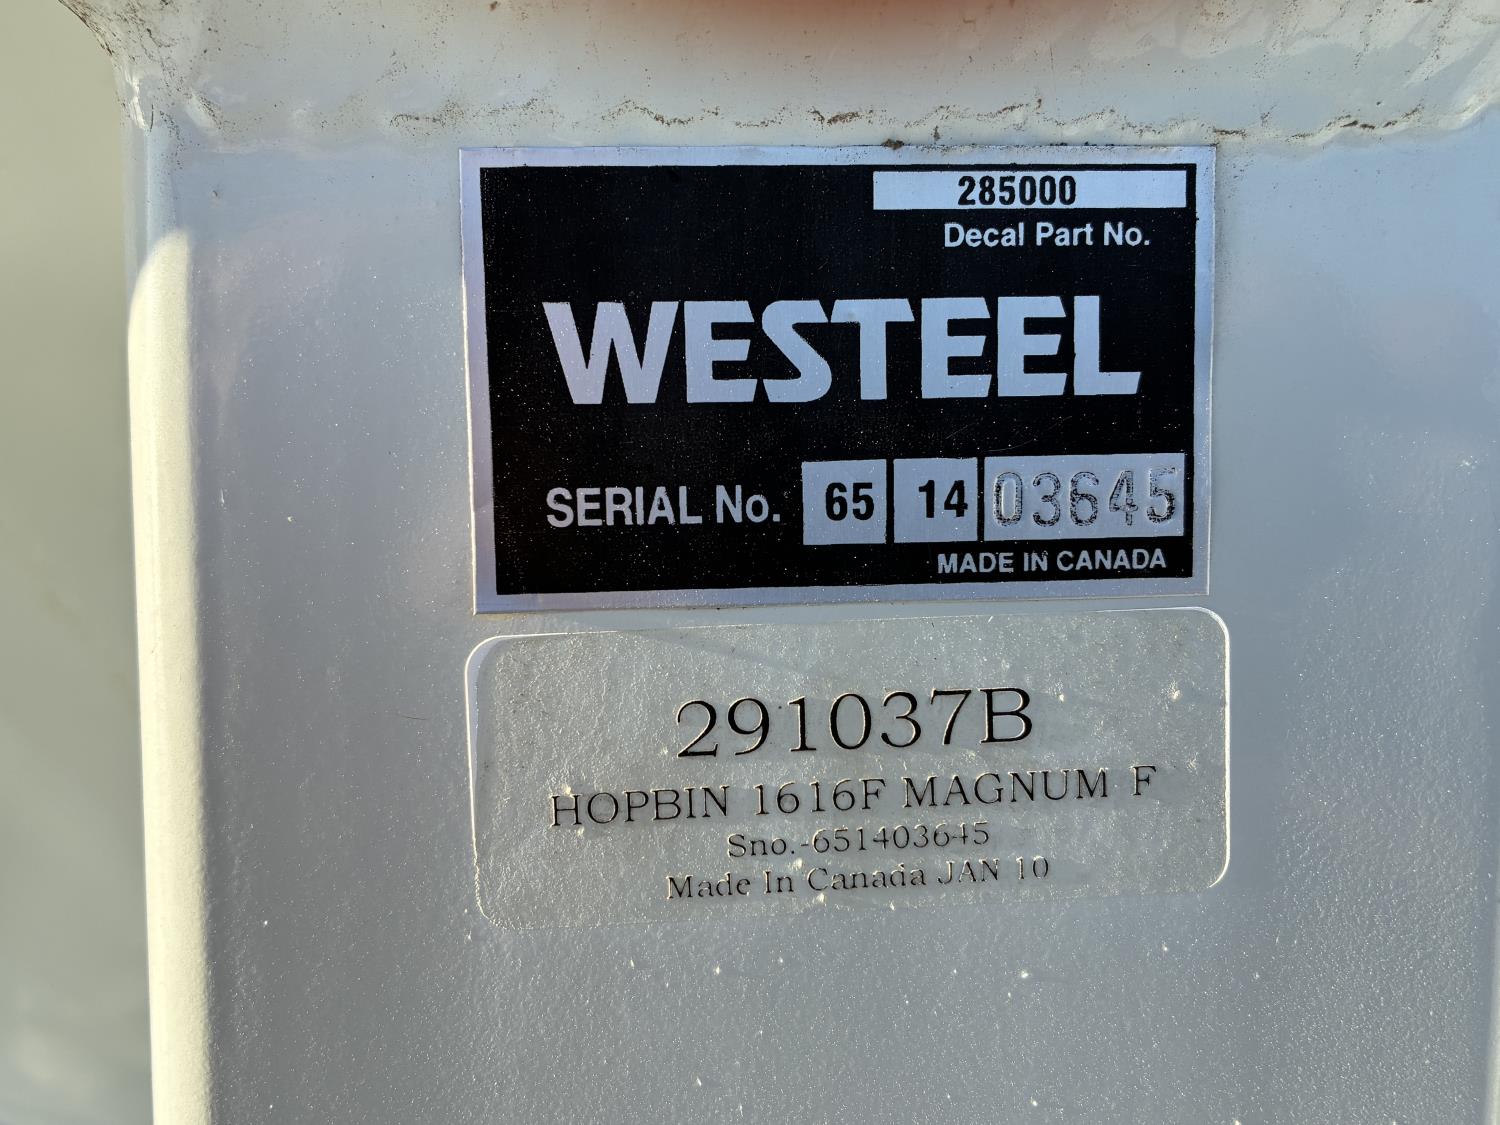 285000
Decal Part No.
WESTEEL
SERIAL No. 65 14 03645
MADE IN CANADA
291037B
HOPBIN 1616F MAGNUM F
Sno.-651403645
Made In Canada JAN 10